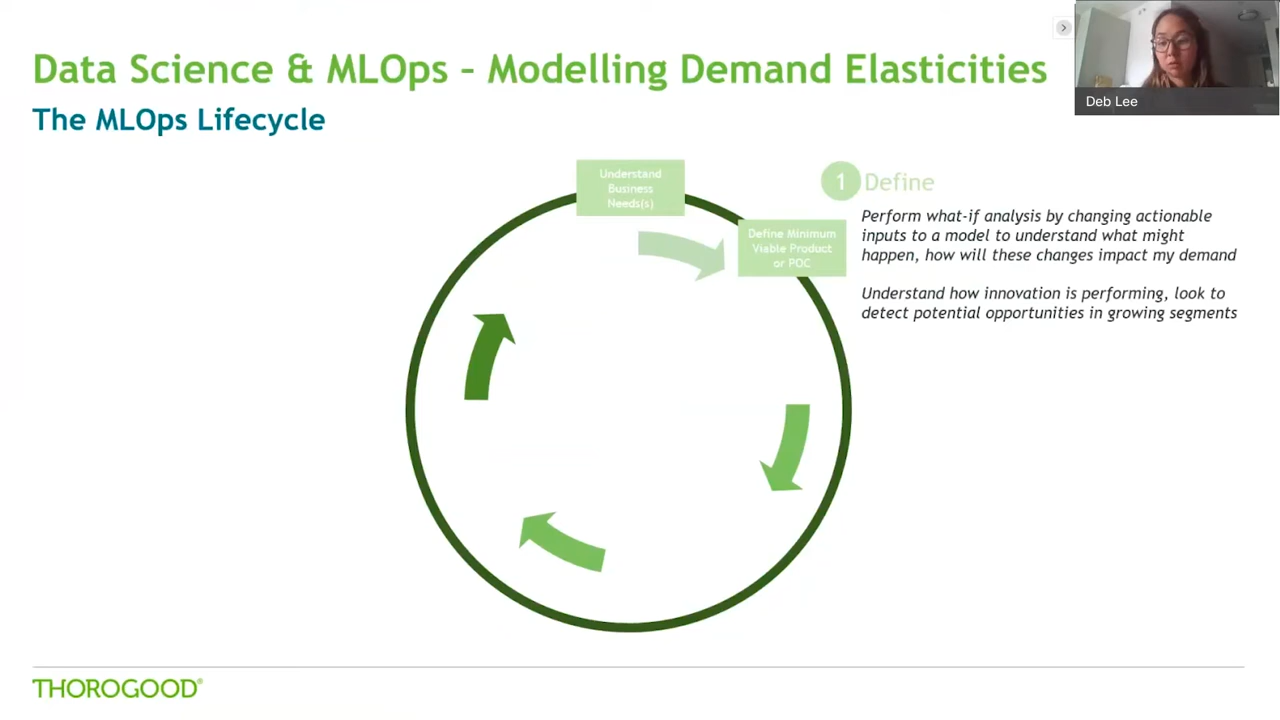 Data Science & MLOps – Modelling Demand Elasticities
The MLOps Lifecycle
Deb Lee
Understand
Business
Needs(s)
Define Minimum
Viable Product
or POC
1 Define
Perform what-if analysis by changing actionable
inputs to a model to understand what might
happen, how will these changes impact my demand
Understand how innovation is performing, look to
detect potential opportunities in growing segments
THOROGOOD®